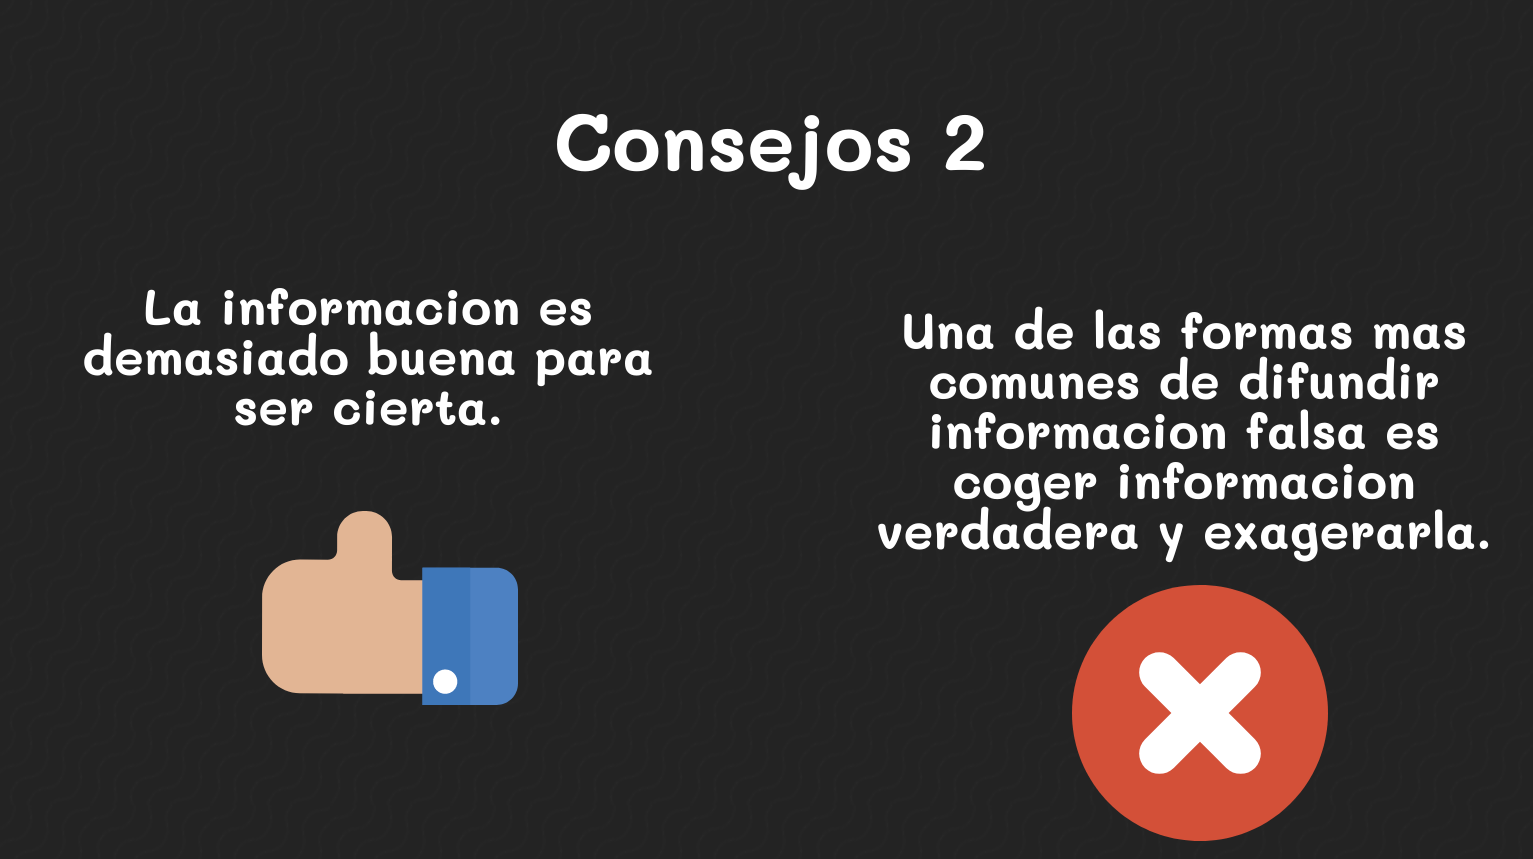 Consejos 2
La informacion es
demasiado buena para
ser cierta.
Una de las formas mas
comunes de difundir
informacion falsa es
coger informacion
verdadera y exagerarla.